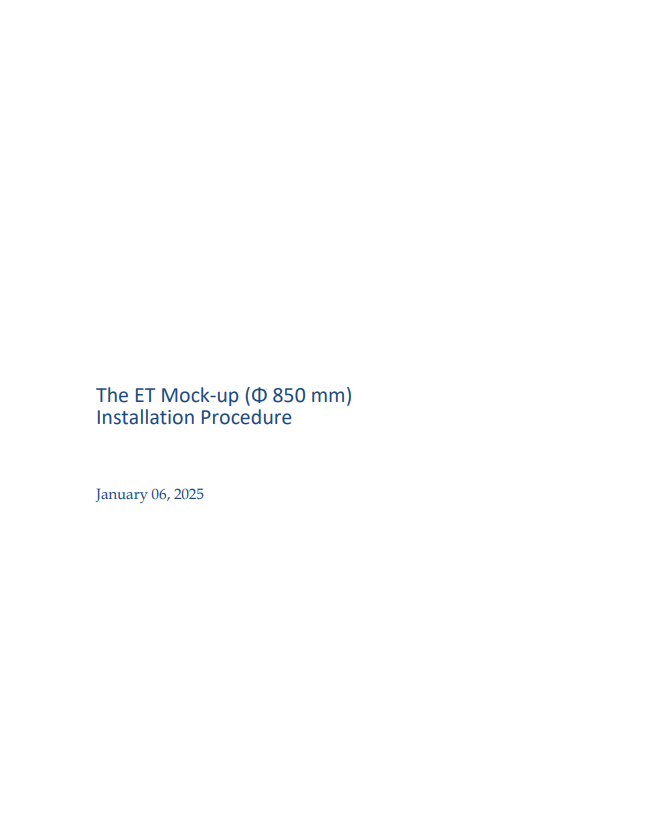 The ET Mock-up (Φ 850 mm)
Installation Procedure
January 06, 2025